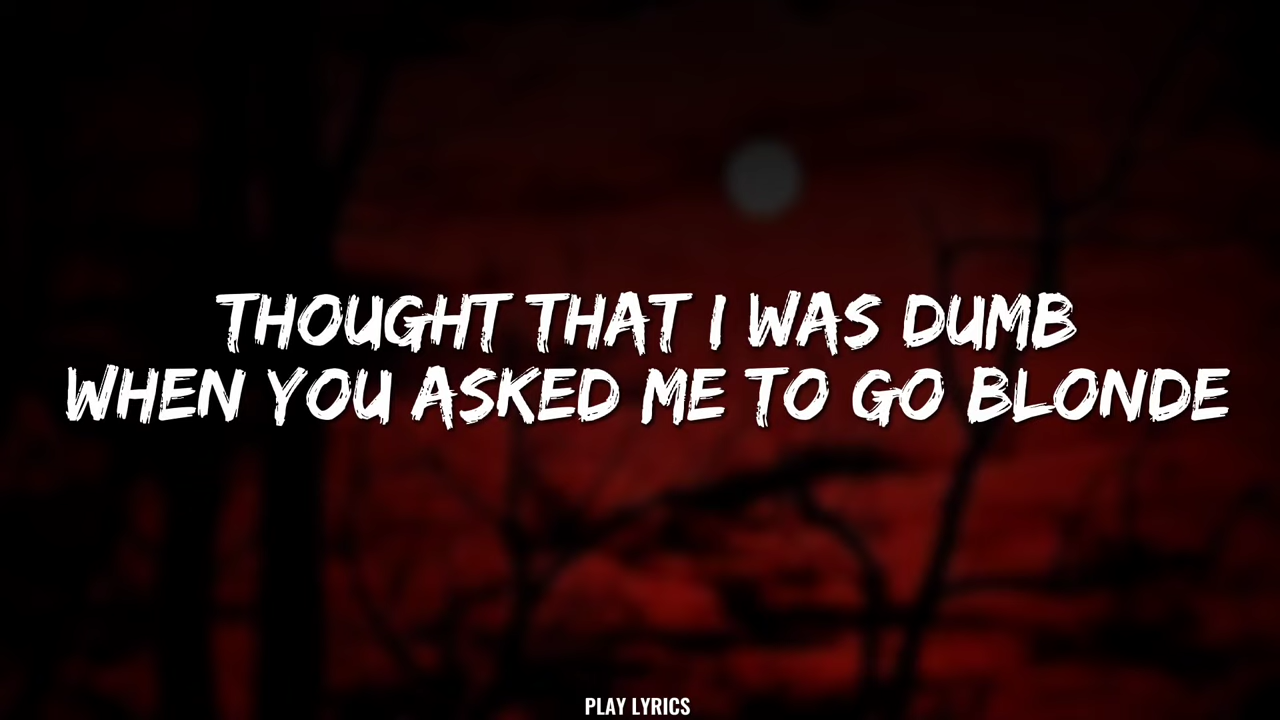 THOUGHT THAT I WAS DUMB
WHEN YOU ASKED ME TO GO BLONDE
PLAY LYRICS